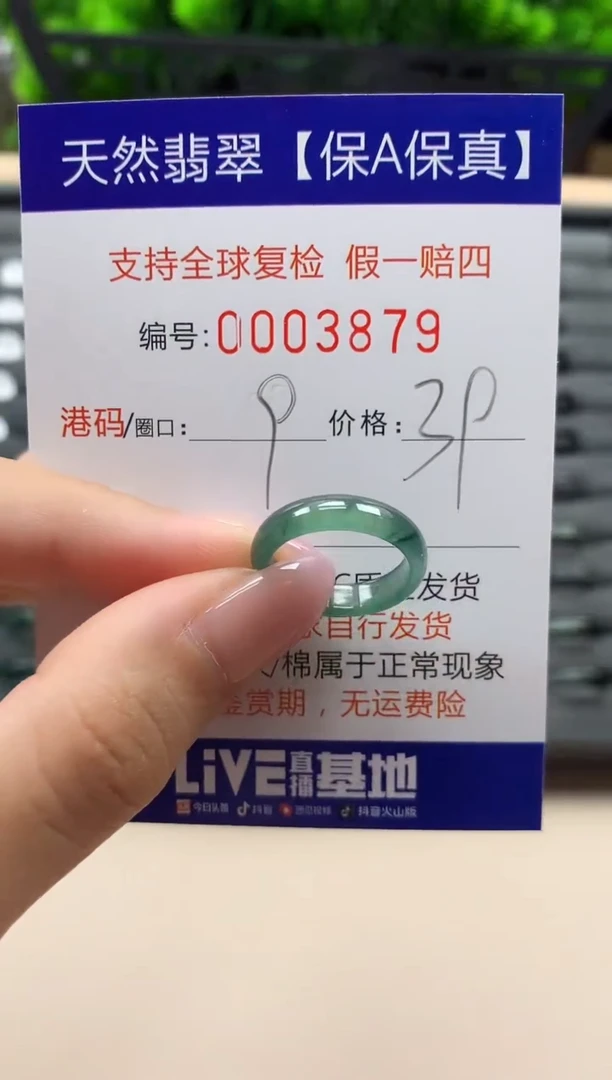 天然翡翠【保A保真】
支持全球复检 假一赔四
编号:0003879
港码/圈口: 9 价格: 39
发货
自行发货
/棉属于正常现象
鉴赏期，无运费险
LiVE直播基地
今日头条 抖音 西瓜视频 抖音火山版